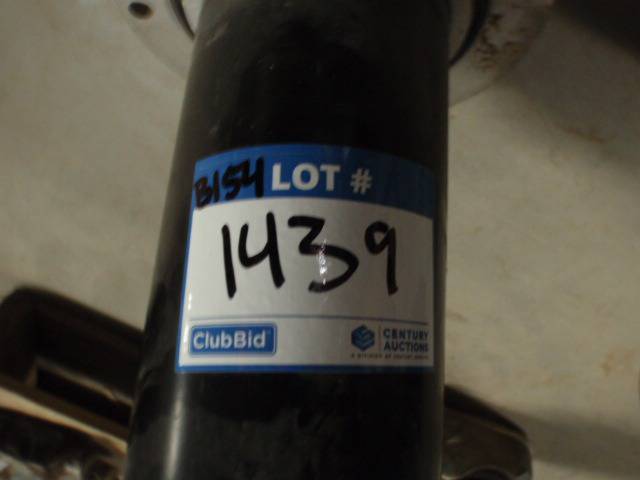 B154 LOT #
1439
ClubBid
CENTURY
AUCTIONS